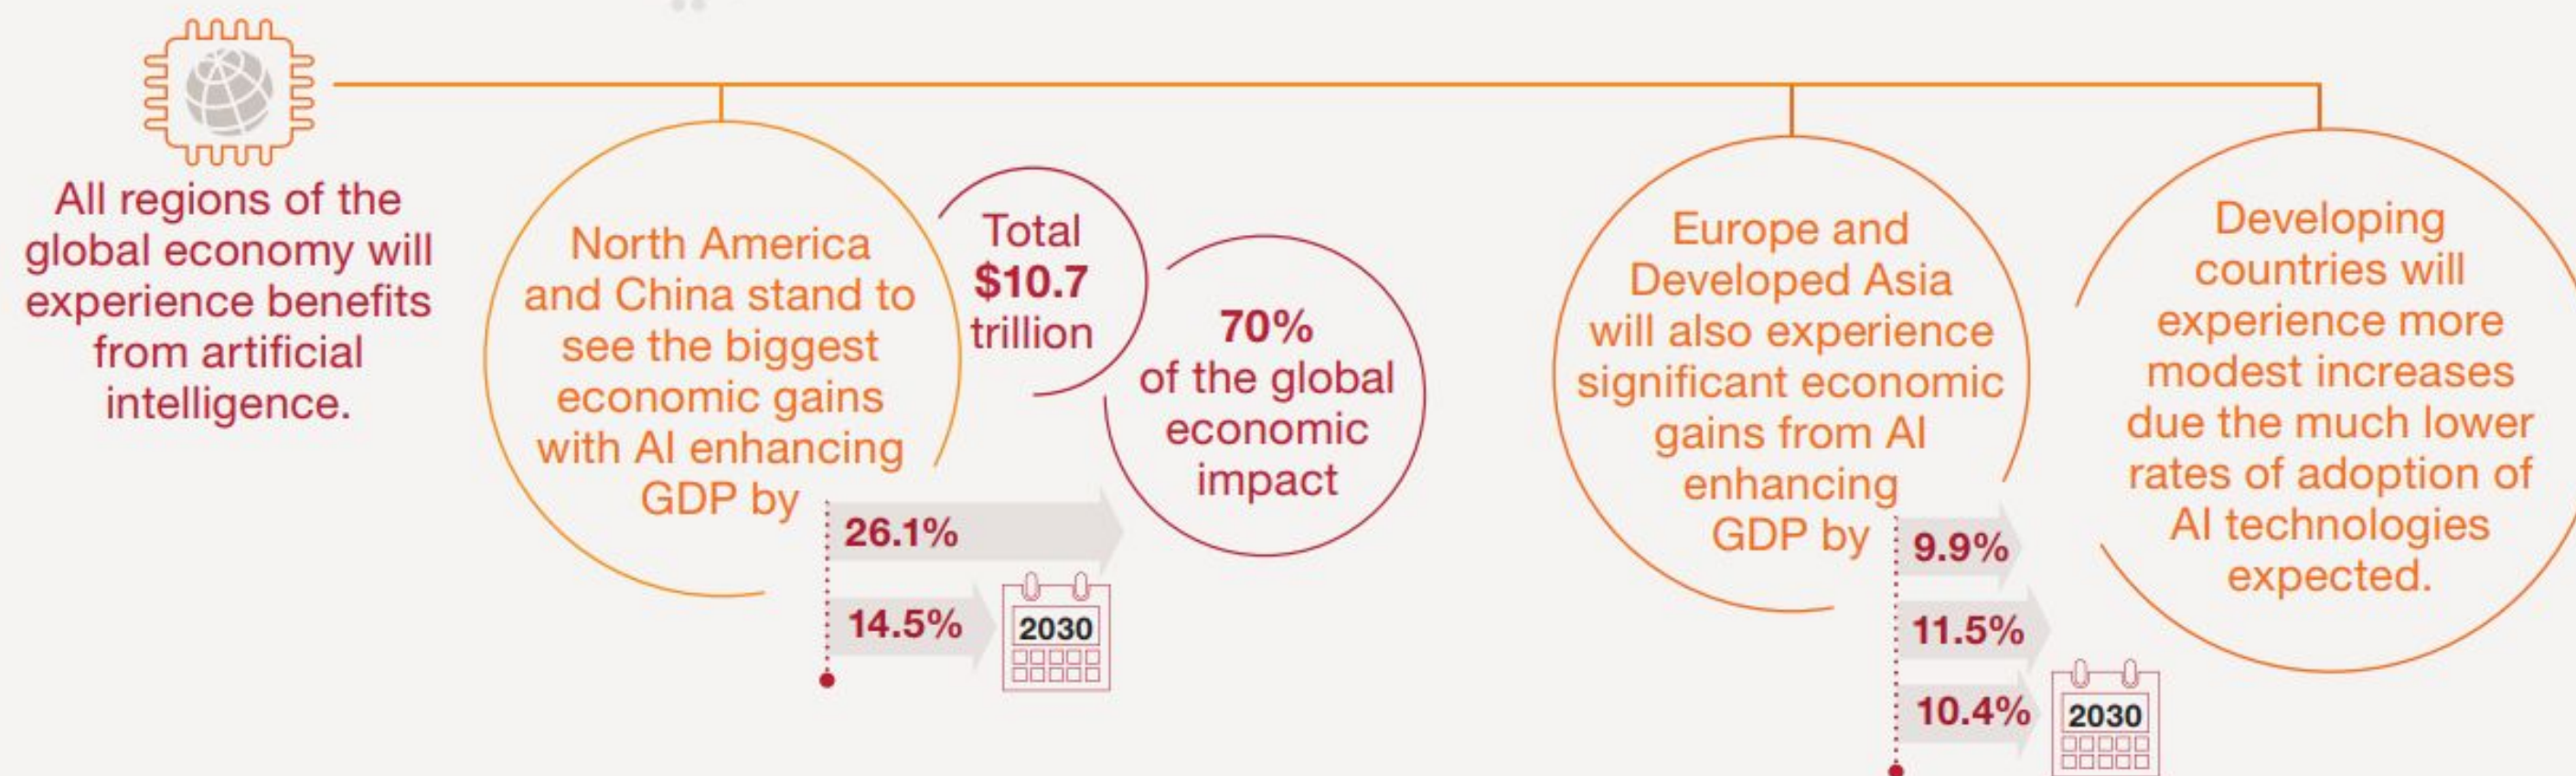 All regions of the
global economy will
experience benefits
from artificial
intelligence.
North America
and China stand to
see the biggest
economic gains
with AI enhancing
GDP by
26.1%
14.5%
2030
Total
$10.7
trillion
70%
of the global
economic
impact
Europe and
Developed Asia
will also experience
significant economic
gains from AI
enhancing
GDP by
9.9%
11.5%
10.4%
2030
Developing
countries will
experience more
modest increases
due the much lower
rates of adoption of
AI technologies
expected.